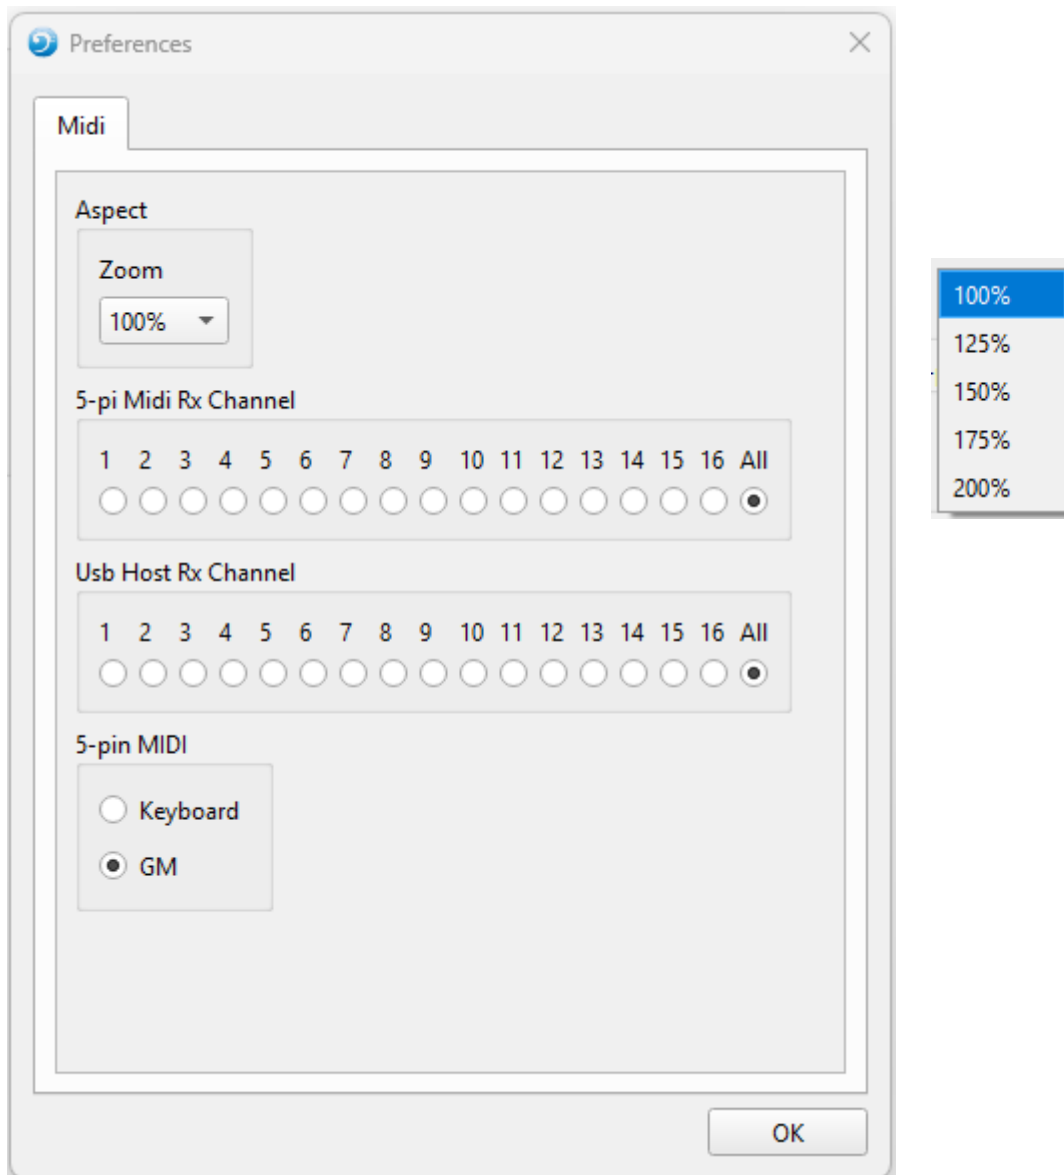 Preferences
Midi
Aspect
Zoom
100%
5-pi Midi Rx Channel
1 2 3 4 5 6 7 8 9 10 11 12 13 14 15 16 All
Usb Host Rx Channel
1 2 3 4 5 6 7 8 9 10 11 12 13 14 15 16 All
5-pin MIDI
Keyboard
GM
OK
100%
125%
150%
175%
200%